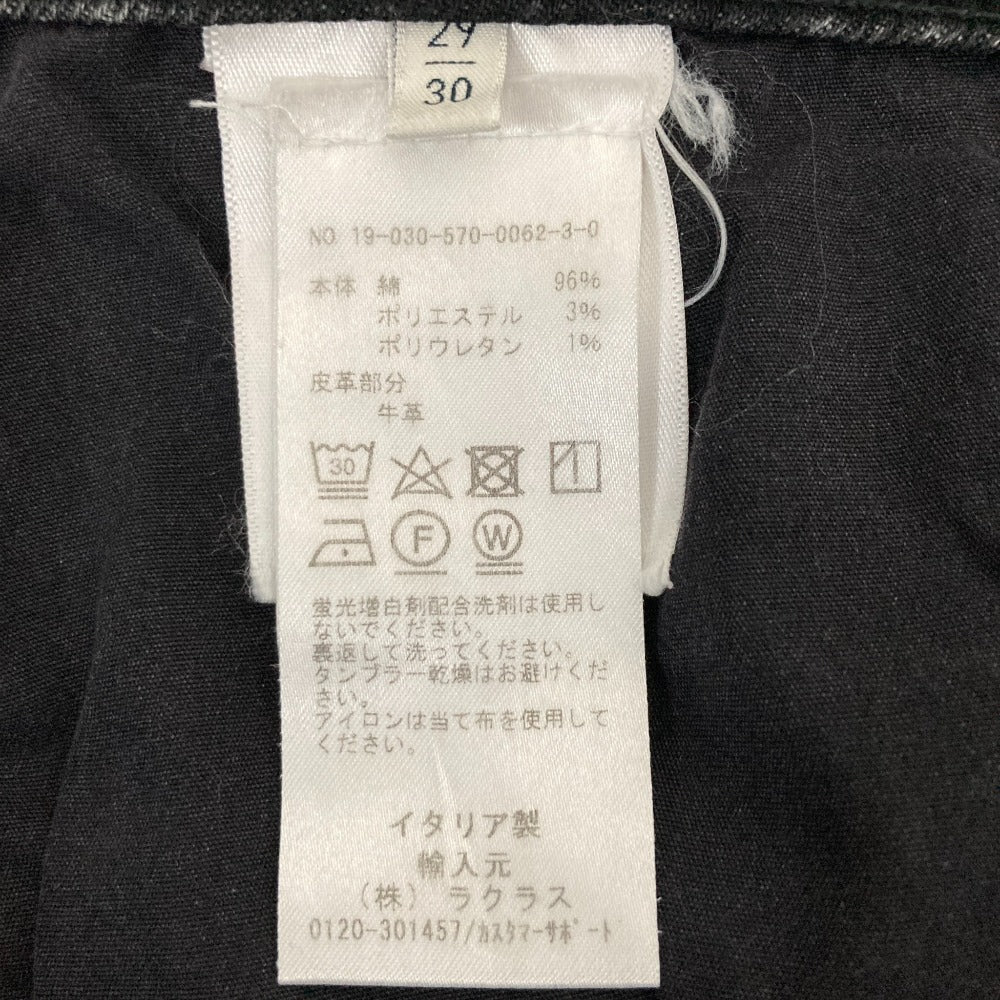 29
30
NO 19-030-570-0062-3-0
本体 綿 96%
ポリエステル 3%
ポリウレタン 1%
皮革部分
牛革
30
F W
蛍光増白剤配合洗剤は使用し
ないでください。
裏返して洗ってください。
タンブラー乾燥はお避けくだ
さい。
アイロンは当て布を使用して
ください。
イタリア製
輸入元
(株) ラクラス
0120-301457/カスタマーサポート